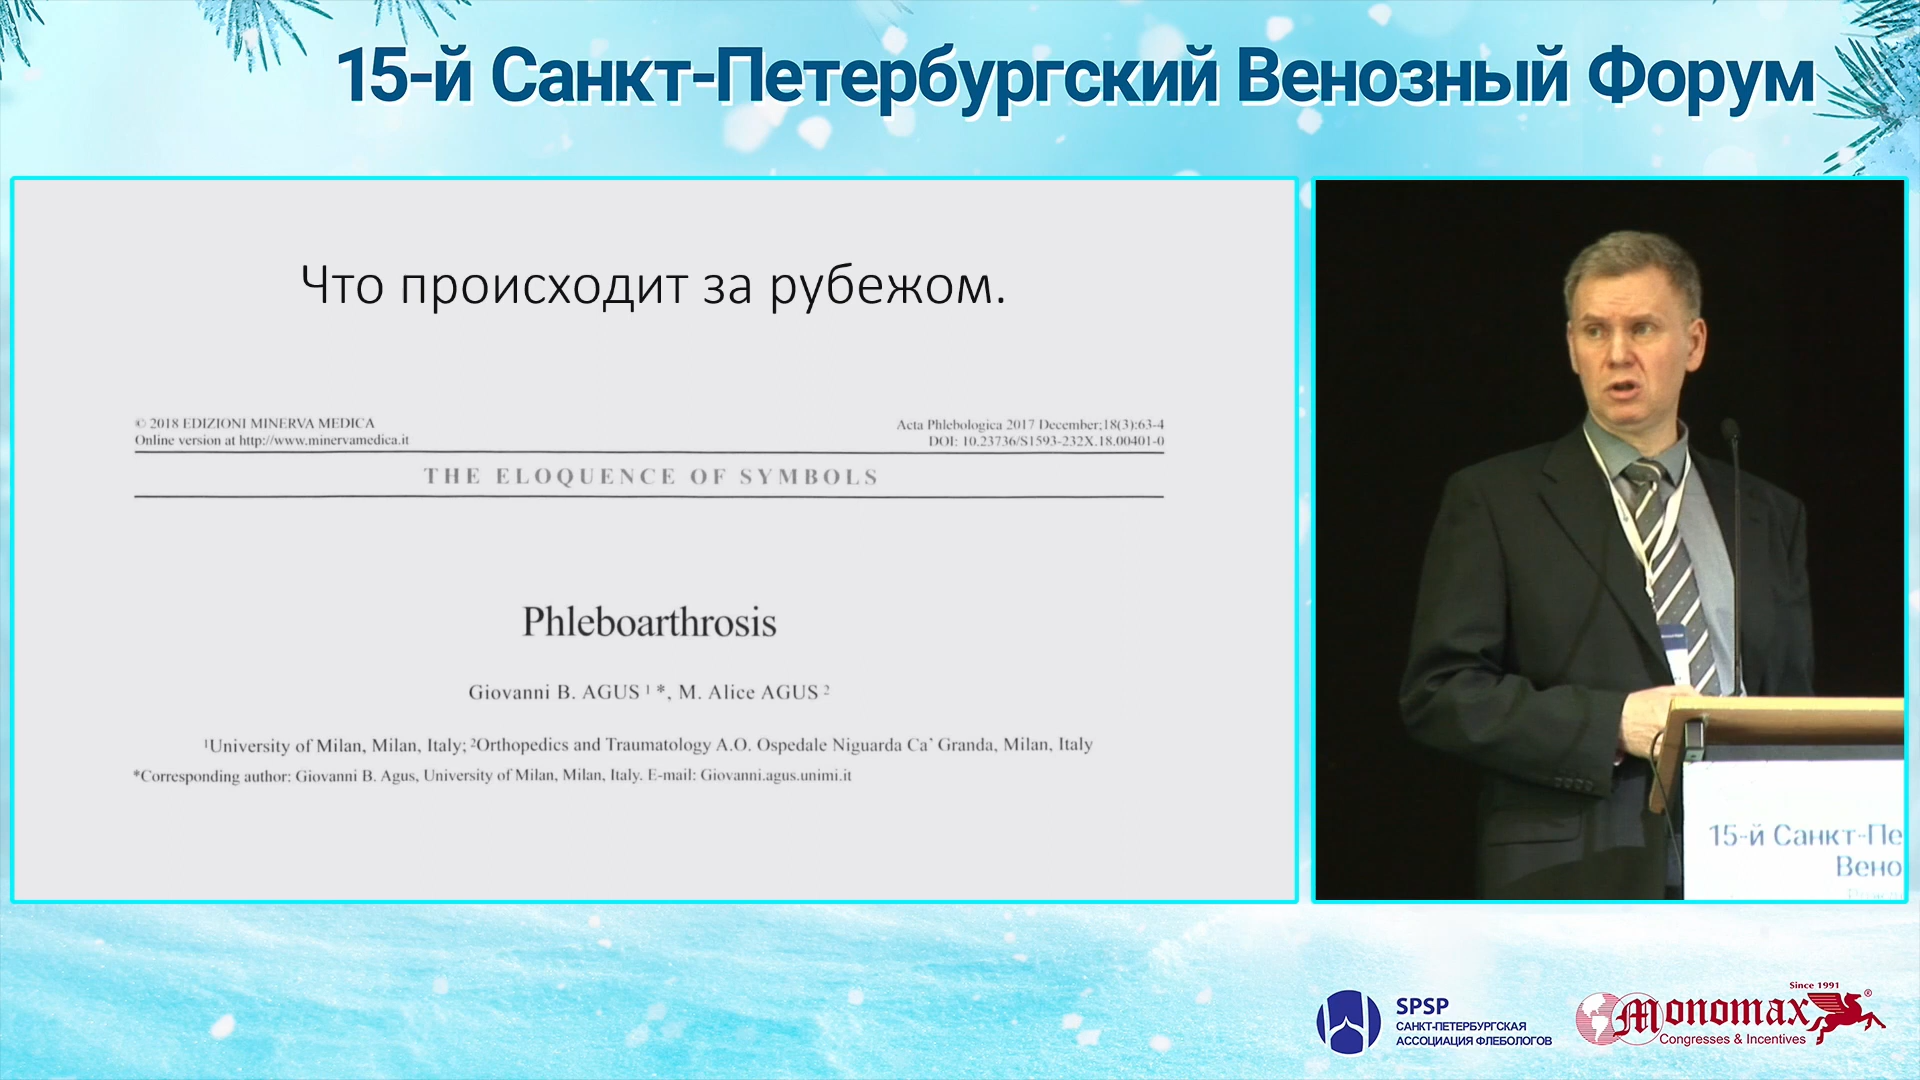 15-й Санкт-Петербургский Венозный Форум
Что происходит за рубежом.
© 2018 EDIZIONI MINERVA MEDICA
Online version at http://www.minervamedica.it
Acta Phlebologica 2017 December;18(3):63-4
DOI: 10.23736/S1593-232X.18.00401-0
THE ELOQUENCE OF SYMBOLS
Phleboarthrosis
Giovanni B. AGUS ¹ *, M. Alice AGUS ²
¹University of Milan, Milan, Italy; ²Orthopedics and Traumatology A.O. Ospedale Niguarda Ca' Granda, Milan, Italy
*Corresponding author: Giovanni B. Agus, University of Milan, Milan, Italy. E-mail: Giovanni.agus.unimi.it
15-й Санкт-Пе
Вено
SPSP
САНКТ-ПЕТЕРБУРГСКАЯ
АССОЦИАЦИЯ ФЛЕБОЛОГОВ
Since 1991
Monomax®
Congresses & Incentives